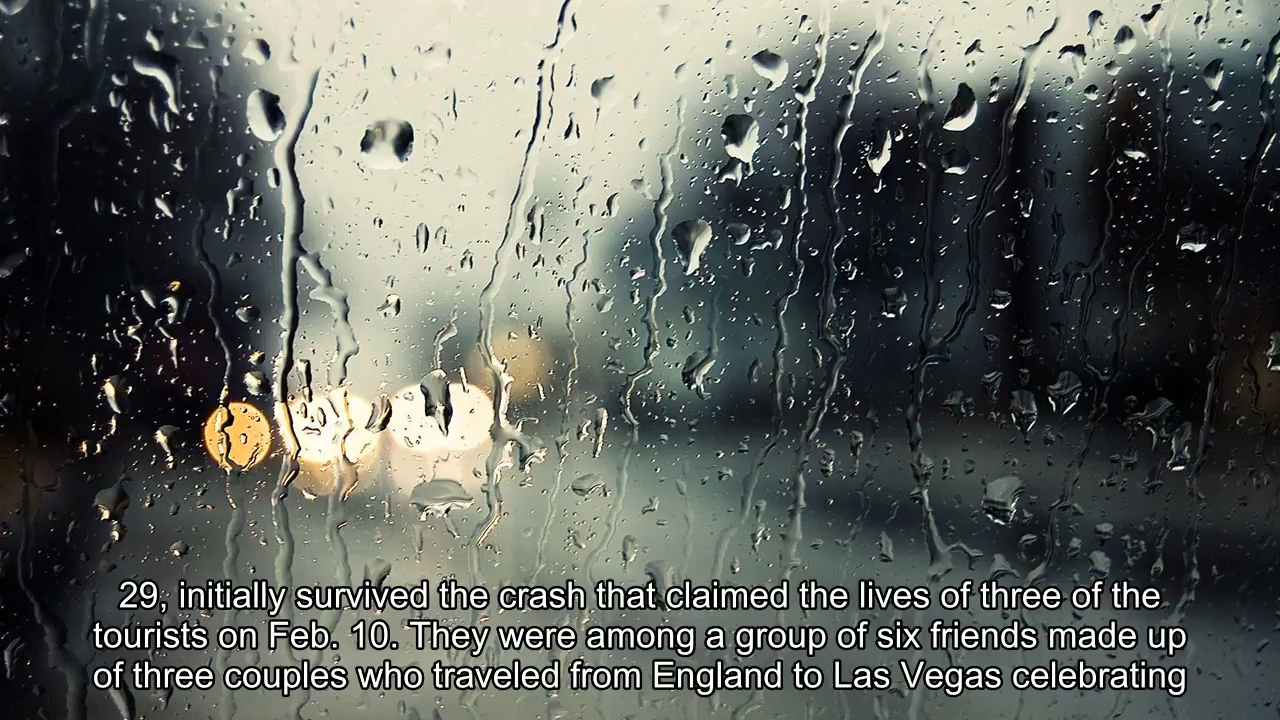 29, initially survived the crash that claimed the lives of three of the
tourists on Feb. 10. They were among a group of six friends made up
of three couples who traveled from England to Las Vegas celebrating